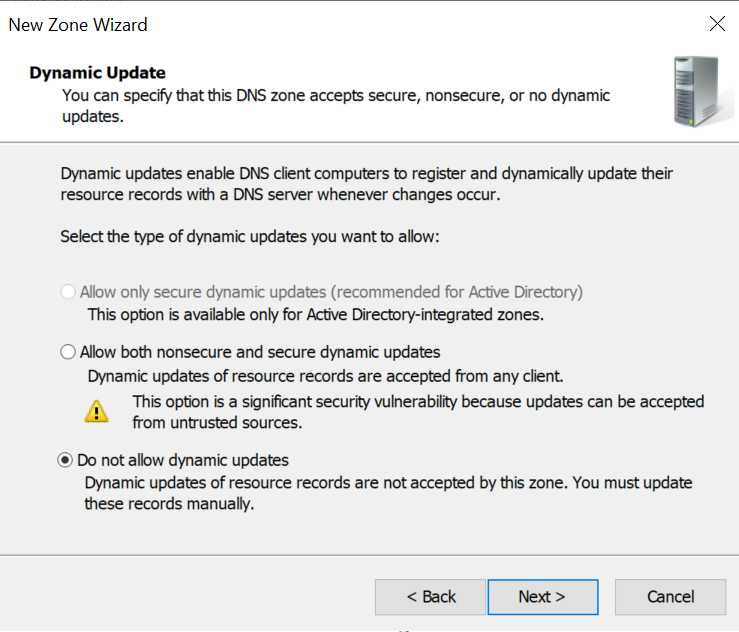 New Zone Wizard
Dynamic Update
You can specify that this DNS zone accepts secure, nonsecure, or no dynamic
updates.
Dynamic updates enable DNS client computers to register and dynamically update their
resource records with a DNS server whenever changes occur.
Select the type of dynamic updates you want to allow:
Allow only secure dynamic updates (recommended for Active Directory)
This option is available only for Active Directory-integrated zones.
Allow both nonsecure and secure dynamic updates
Dynamic updates of resource records are accepted from any client.
This option is a significant security vulnerability because updates can be accepted
from untrusted sources.
Do not allow dynamic updates
Dynamic updates of resource records are not accepted by this zone. You must update
these records manually.
< Back Next > Cancel